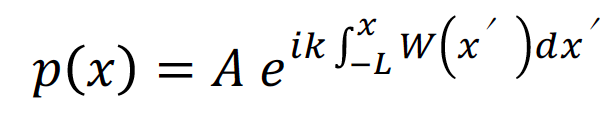 p(x) = A e^{ik ∫_{-L}^{x} W(x′)dx′}